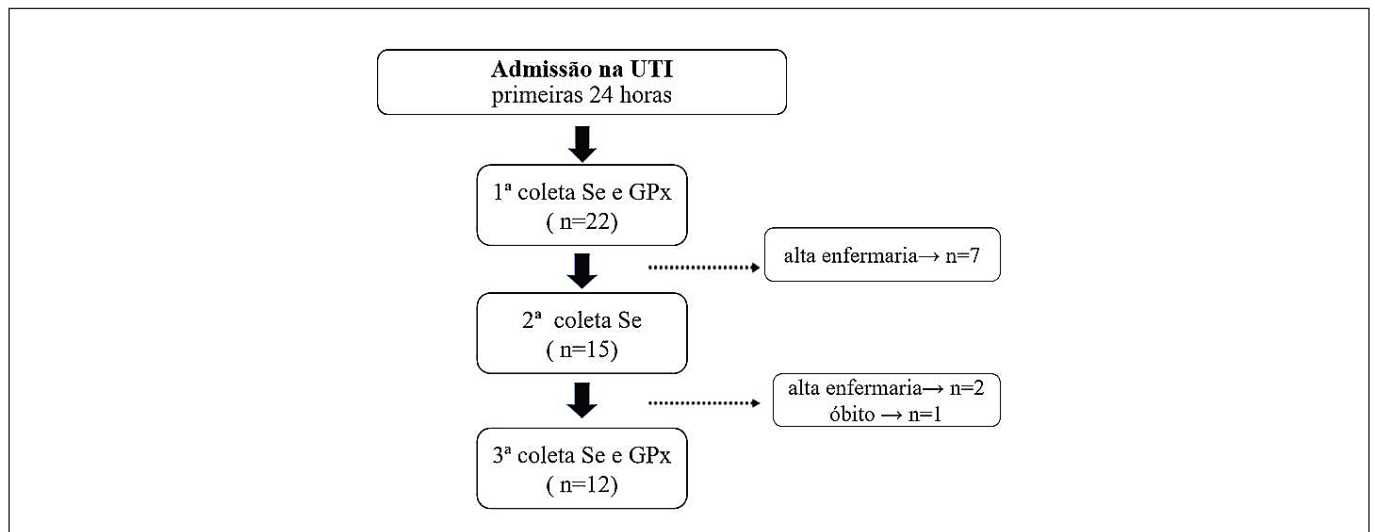 Admissão na UTI
primeiras 24 horas
1ª coleta Se e GPx
( n=22)
alta enfermaria→ n=7
2ª coleta Se
( n=15)
alta enfermaria→ n=2
óbito → n=1
3ª coleta Se e GPx
( n=12)